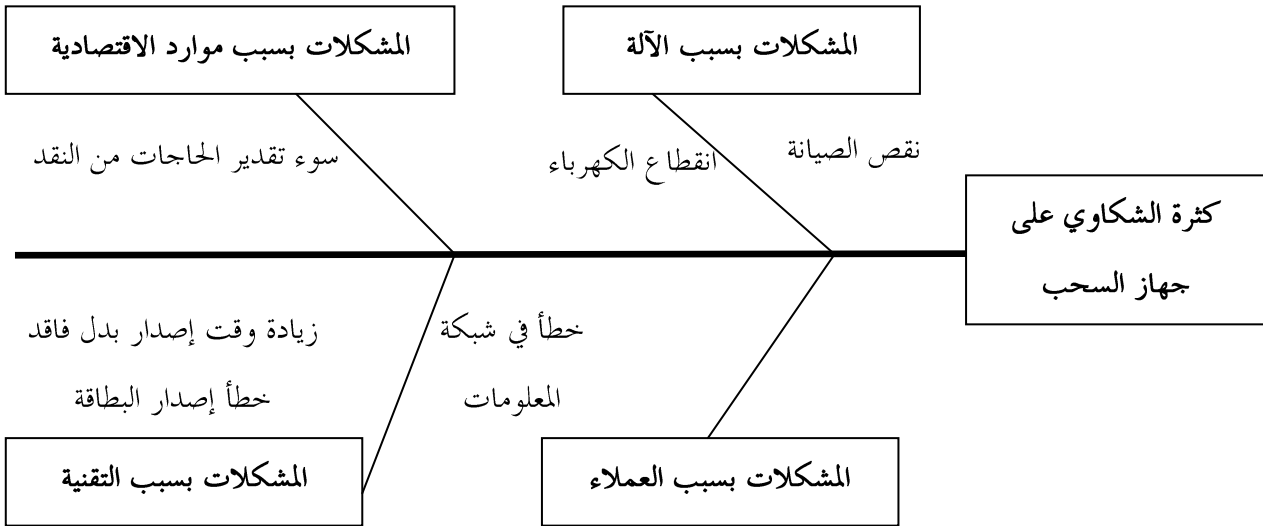 المشكلات بسبب الآلة
المشكلات بسبب موارد الاقتصادية
نقص الصيانة
انقطاع الكهرباء
سوء تقدير الحاجات من النقد
كثرة الشكاوي على
جهاز السحب
خطأ في شبكة
المعلومات
زيادة وقت إصدار بدل فاقد
خطأ إصدار البطاقة
المشكلات بسبب العملاء
المشكلات بسبب التقنية